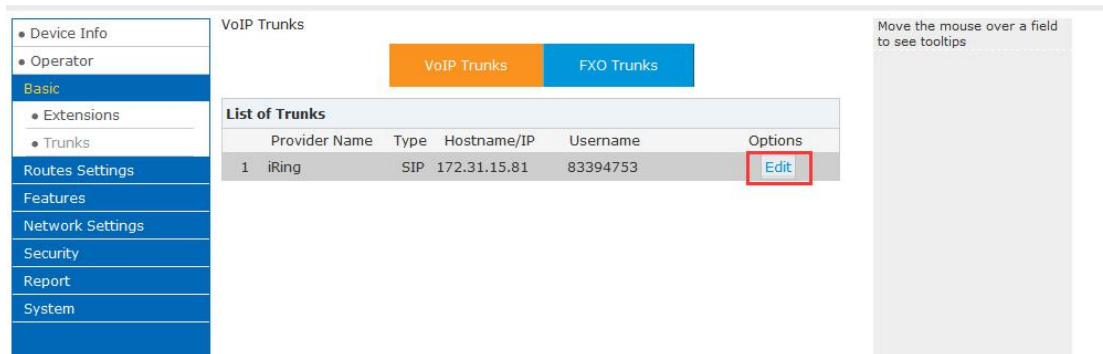 Device Info
Operator
Basic
Extensions
Trunks
Routes Settings
Features
Network Settings
Security
Report
System
VoIP Trunks
VoIP Trunks FXO Trunks
List of Trunks
Provider Name Type Hostname/IP Username Options
1 iRing SIP 172.31.15.81 83394753 Edit
Move the mouse over a field
to see tooltips